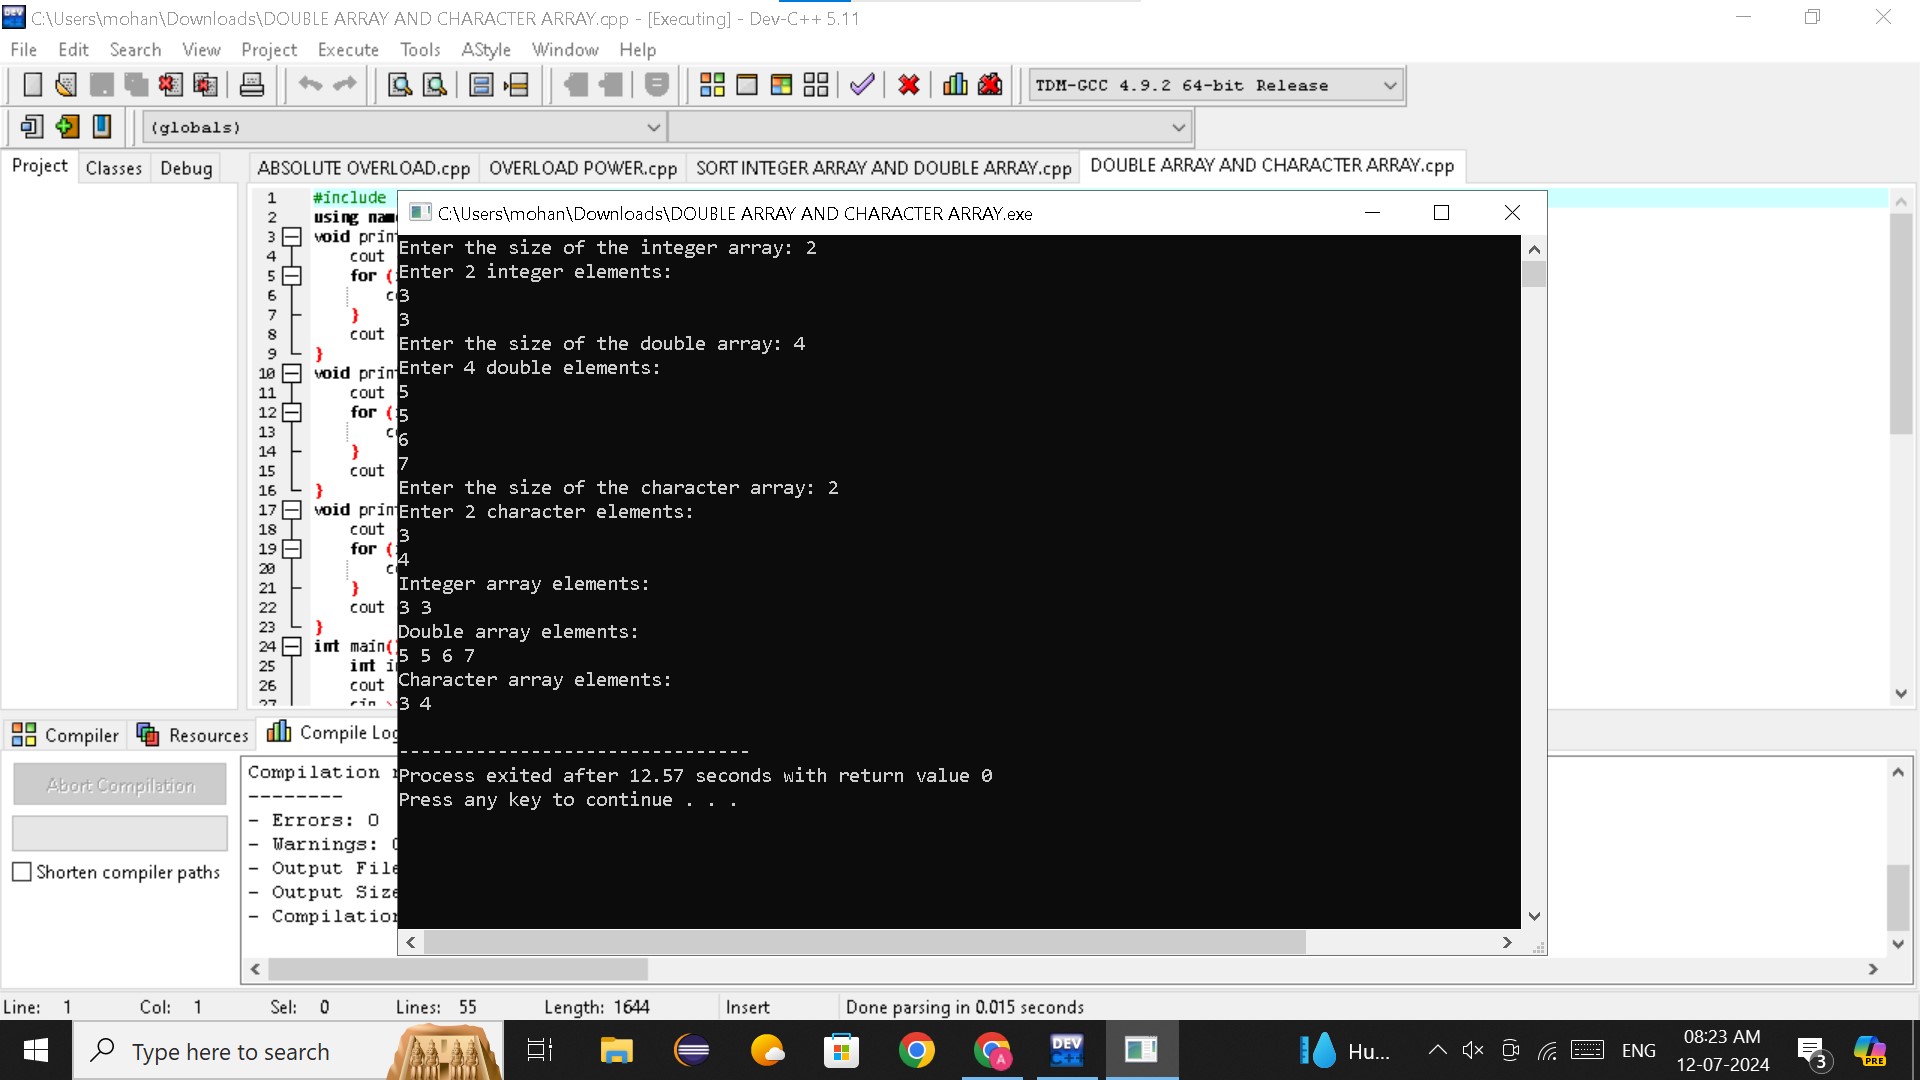 C:\Users\mohan\Downloads\DOUBLE ARRAY AND CHARACTER ARRAY.cpp - [Executing] - Dev-C++ 5.11
File Edit Search View Project Execute Tools AStyle Window Help
TDM-GCC 4.9.2 64-bit Release
(globals)
Project Classes Debug
ABSOLUTE OVERLOAD.cpp OVERLOAD POWER.cpp SORT INTEGER ARRAY AND DOUBLE ARRAY.cpp DOUBLE ARRAY AND CHARACTER ARRAY.cpp
1 #include
2 using
3 void
4 cout
5 for (
6
7 }
8 cout
9 }
10 void
11 cout
12 for (
13
14 }
15 cout
16 }
17 void
18 cout
19 for (
20
21 }
22 cout
23 }
24 int main(
25 int
26 cout
27 cin
C:\Users\mohan\Downloads\DOUBLE ARRAY AND CHARACTER ARRAY.exe
Enter the size of the integer array: 2
Enter 2 integer elements:
3
3
Enter the size of the double array: 4
Enter 4 double elements:
5
5
6
7
Enter the size of the character array: 2
Enter 2 character elements:
3
4
Integer array elements:
3 3
Double array elements:
5 5 6 7
Character array elements:
3 4
--------------------------------
Process exited after 12.57 seconds with return value 0
Press any key to continue . . .
Compiler Resources Compile Log
Abort Compilation
Shorten compiler paths
Compilation
--------
- Errors: 0
- Warnings:
- Output
- Output
- Compilation
Line: 1 Col: 1 Sel: 0 Lines: 55 Length: 1644 Insert Done parsing in 0.015 seconds
Type here to search
DEV C++
Hu...
ENG
08:23 AM
12-07-2024
3
PRE